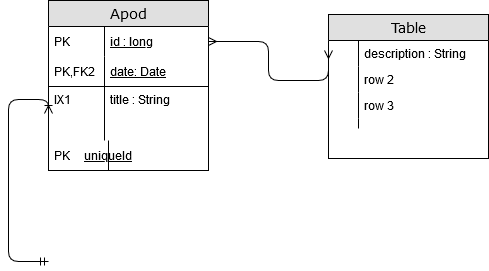 Apod
PK id : long
PK,FK2 date: Date
IX1 title : String
PK uniqueId
Table
description : String
row 2
row 3